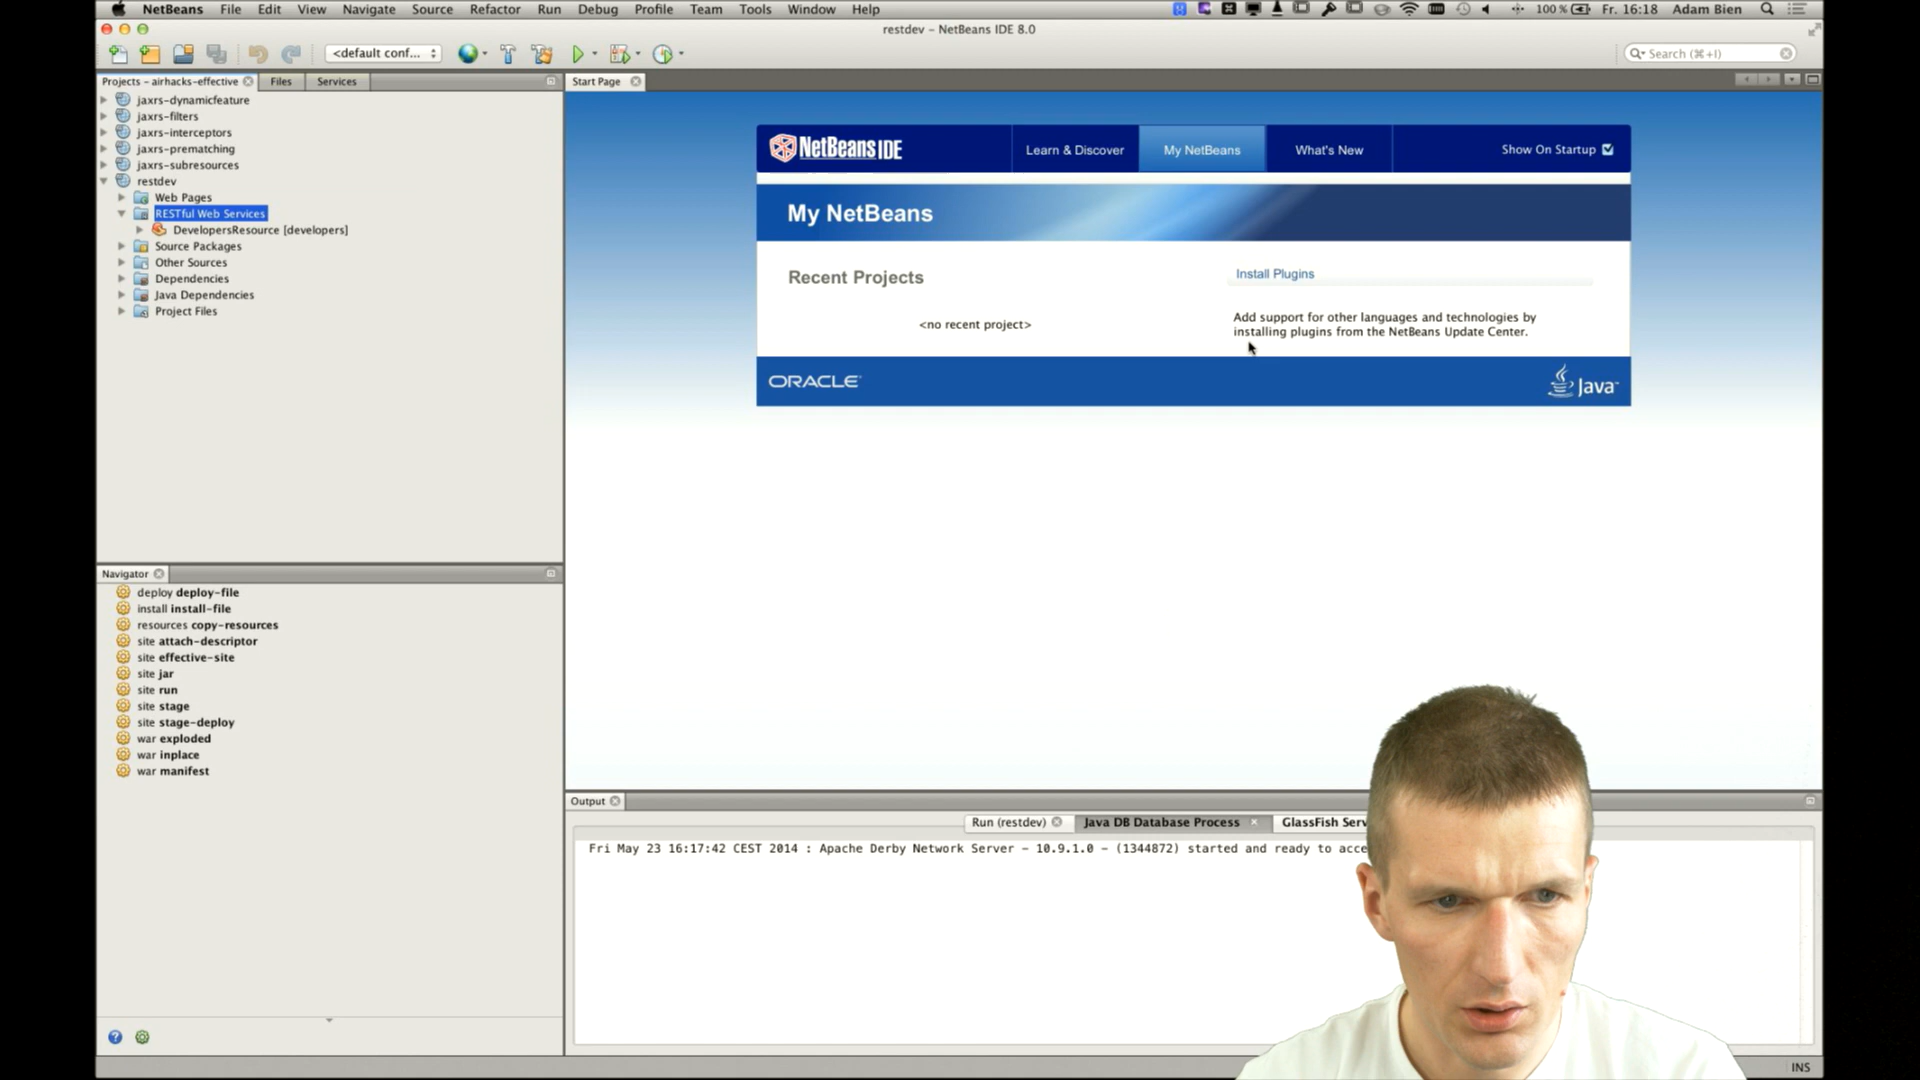 NetBeans File Edit View Navigate Source Refactor Run Debug Profile Team Tools Window Help 100% Fr. 16:18 Adam Bien
restdev – NetBeans IDE 8.0
<default conf... Search (⌘+I)
Projects – airhacks-effective Files Services
jaxrs-dynamicfeature
jaxrs-filters
jaxrs-interceptors
jaxrs-prematching
jaxrs-subresources
restdev
Web Pages
RESTful Web Services
DevelopersResource [developers]
Source Packages
Other Sources
Dependencies
Java Dependencies
Project Files
Start Page
NetBeans IDE Learn & Discover My NetBeans What's New Show On Startup
My NetBeans
Recent Projects
<no recent project>
Install Plugins
Add support for other languages and technologies by
installing plugins from the NetBeans Update Center.
ORACLE Java
Navigator
deploy deploy-file
install install-file
resources copy-resources
site attach-descriptor
site effective-site
site jar
site run
site stage
site stage-deploy
war exploded
war inplace
war manifest
Output
Run (restdev) Java DB Database Process GlassFish Serv
Fri May 23 16:17:42 CEST 2014 : Apache Derby Network Server - 10.9.1.0 - (1344872) started and ready to acce
INS